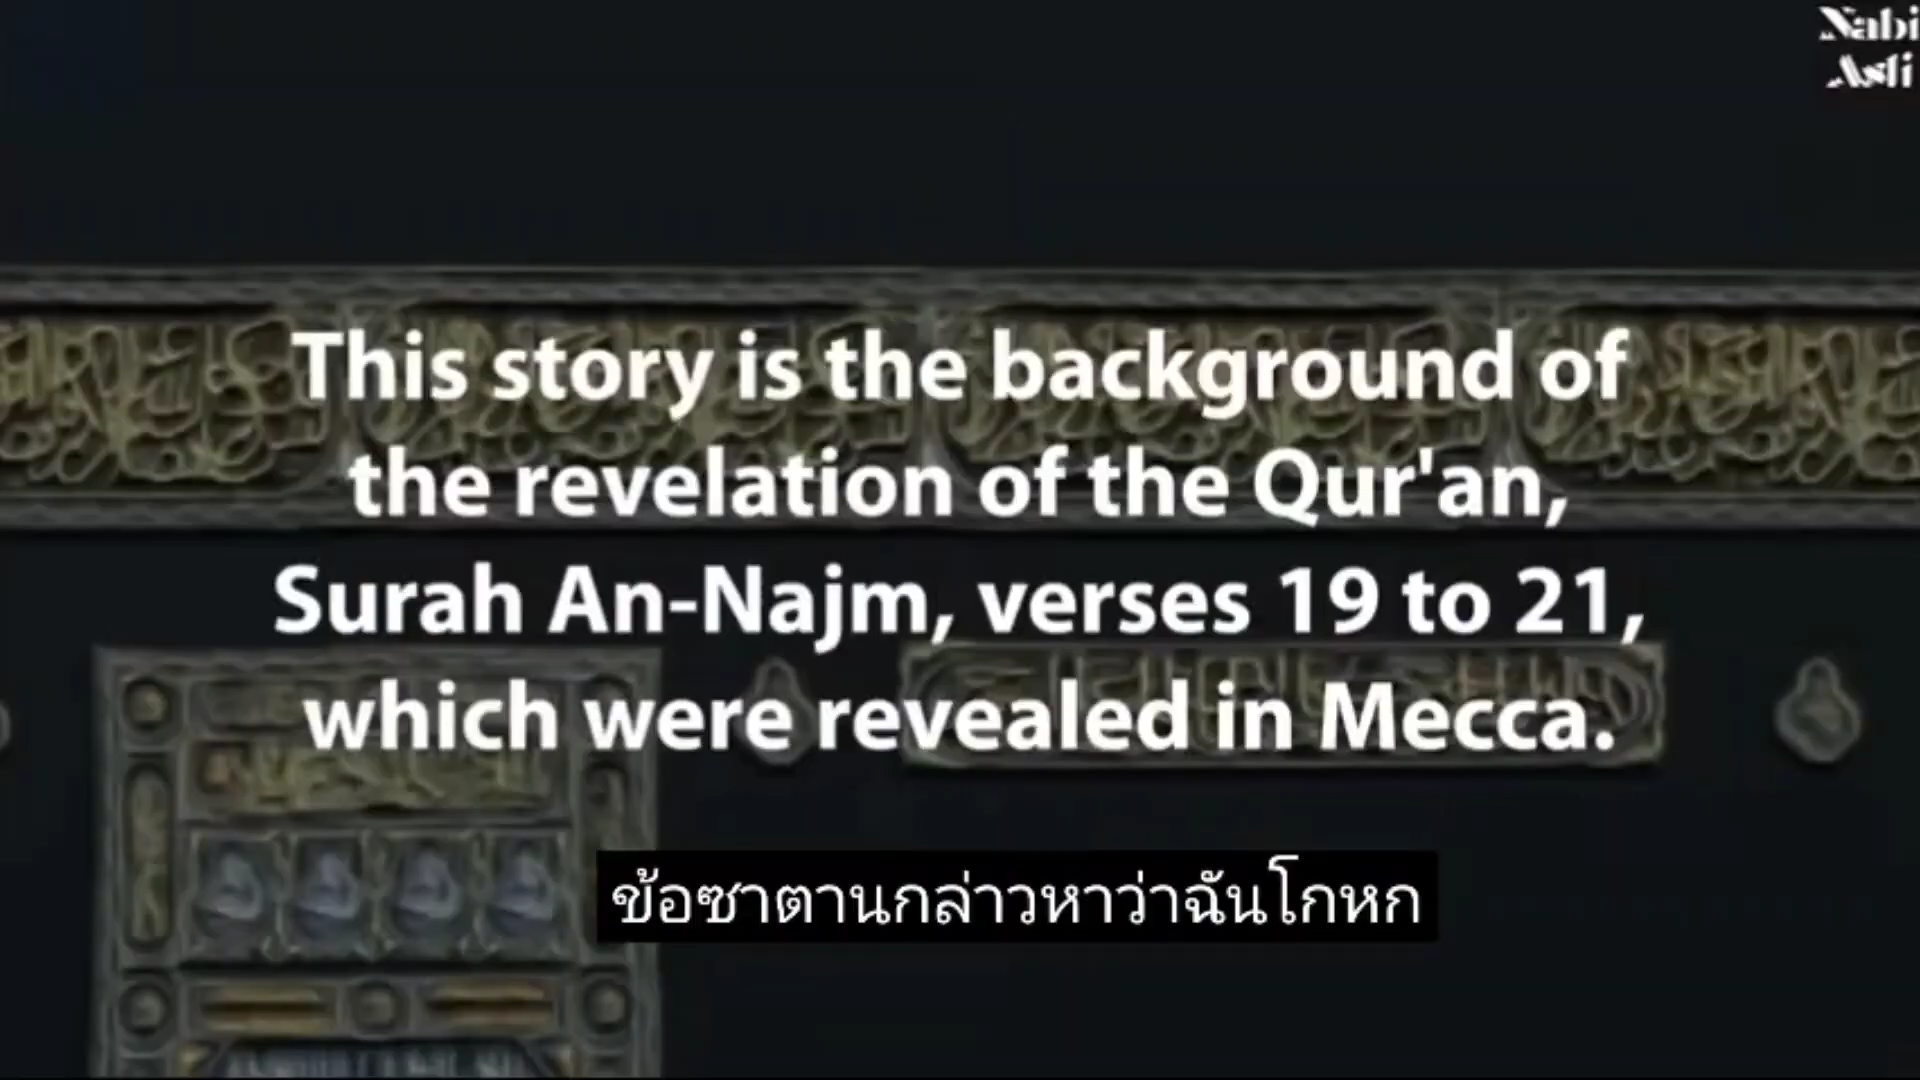 Nabi
Asli
This story is the background of
the revelation of the Qur'an,
Surah An-Najm, verses 19 to 21,
which were revealed in Mecca.
ข้อซาตานกล่าวหาว่าฉันโกหก